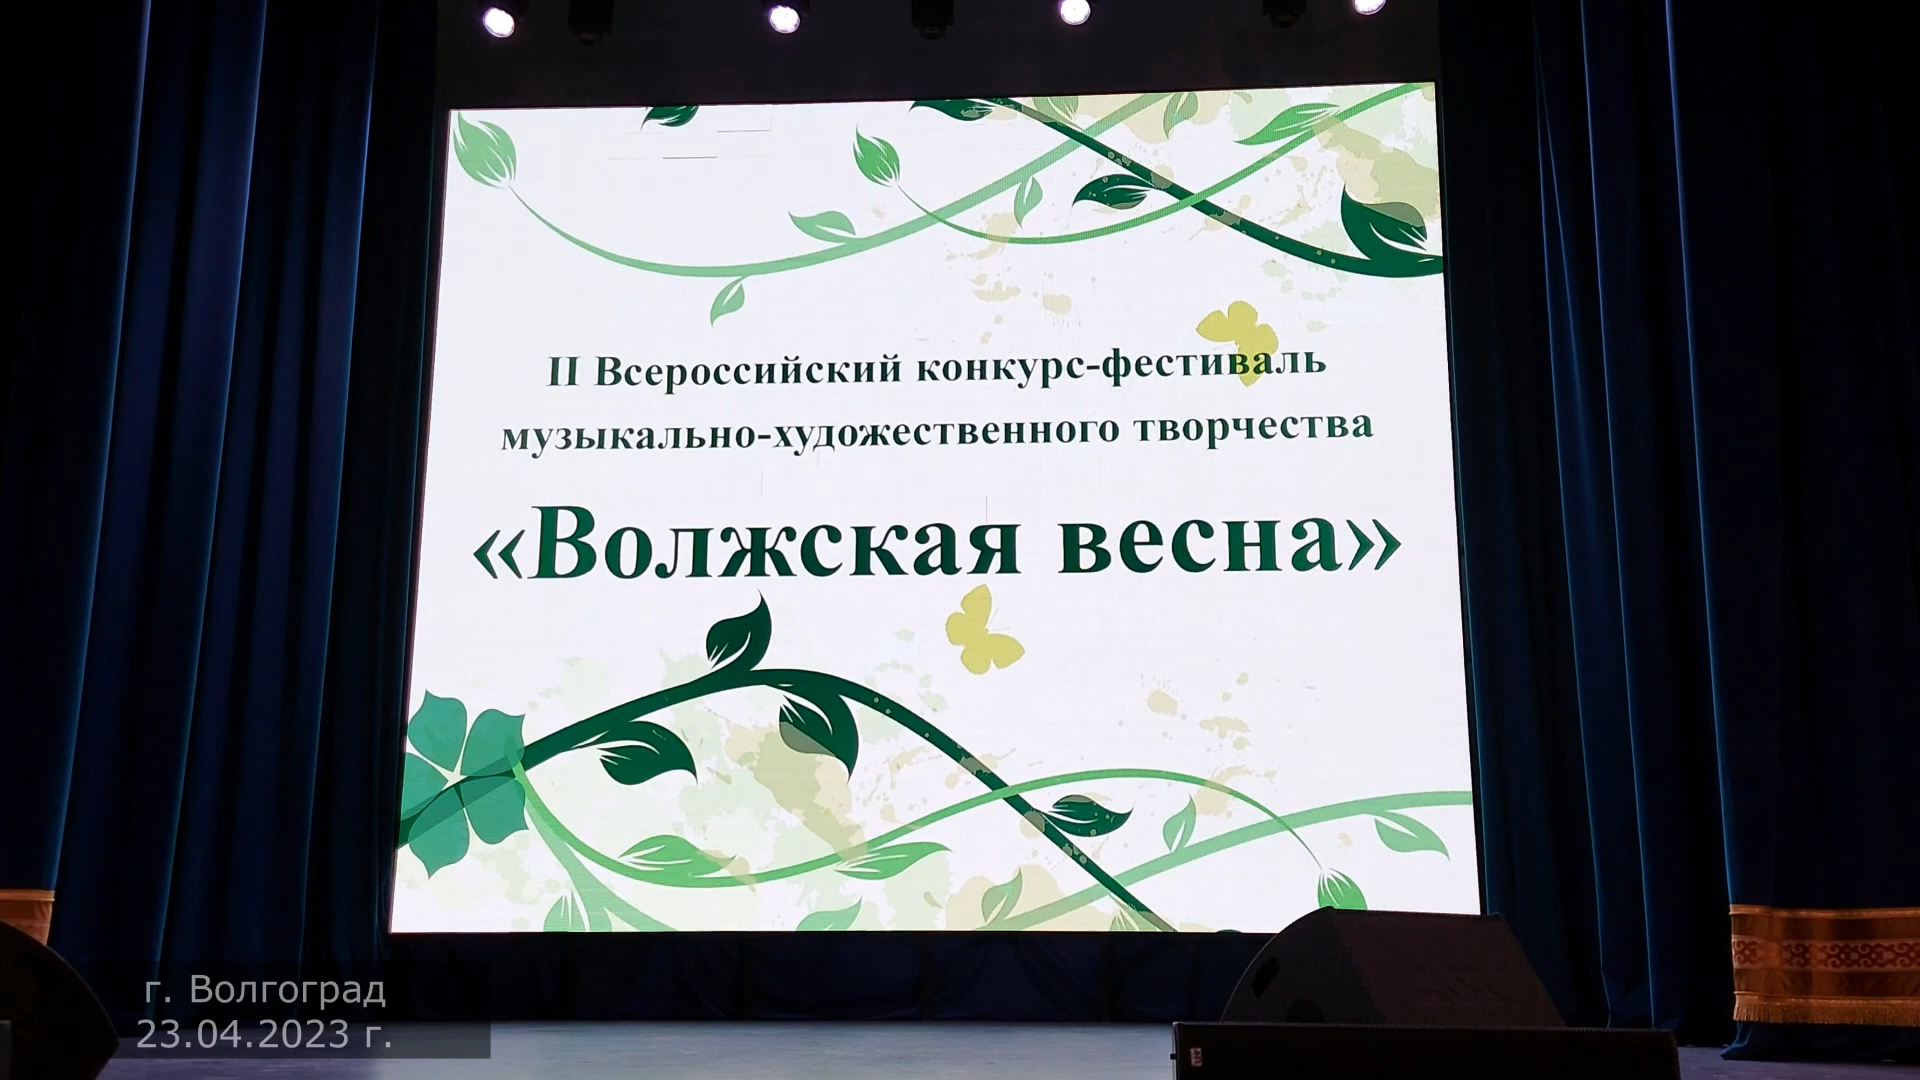 II Всероссийский конкурс-фестиваль
музыкально-художественного творчества
«Волжская весна»
г. Волгоград
23.04.2023 г.